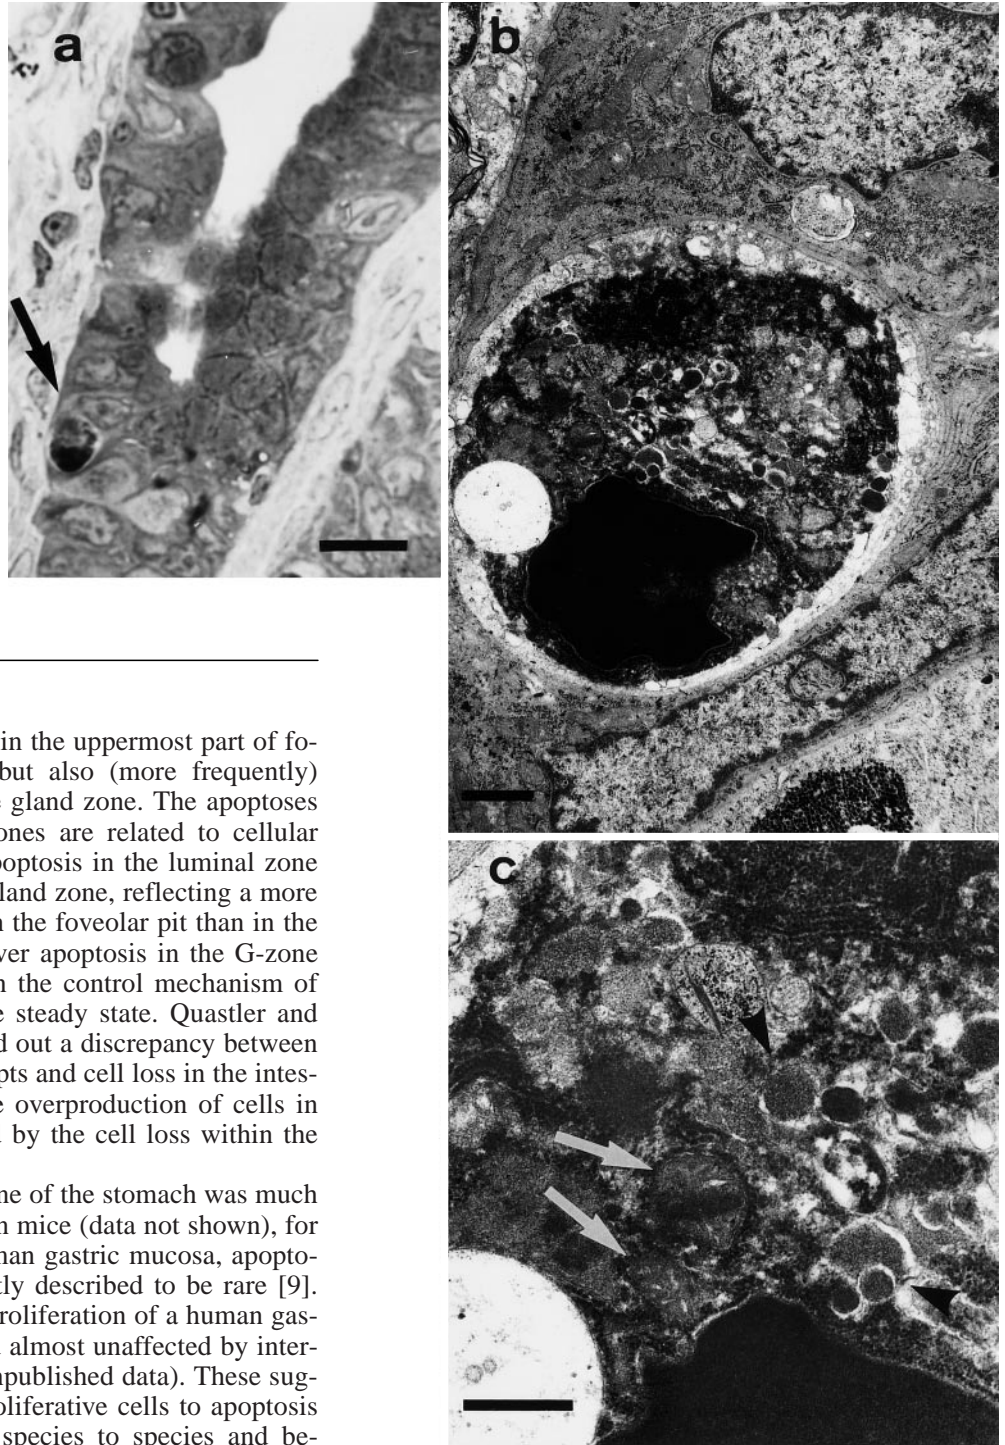 a
b
c
in the uppermost part of fo-
but also (more frequently)
gland zone. The apoptoses
ones are related to cellular
poptosis in the luminal zone
land zone, reflecting a more
the foveolar pit than in the
ver apoptosis in the G-zone
the control mechanism of
steady state. Quastler and
out a discrepancy between
pts and cell loss in the intes-
overproduction of cells in
by the cell loss within the
ne of the stomach was much
mice (data not shown), for
man gastric mucosa, apopto-
tly described to be rare [9].
roliferation of a human gas-
almost unaffected by inter-
npublished data). These sug-
oliferative cells to apoptosis
species to species and be-